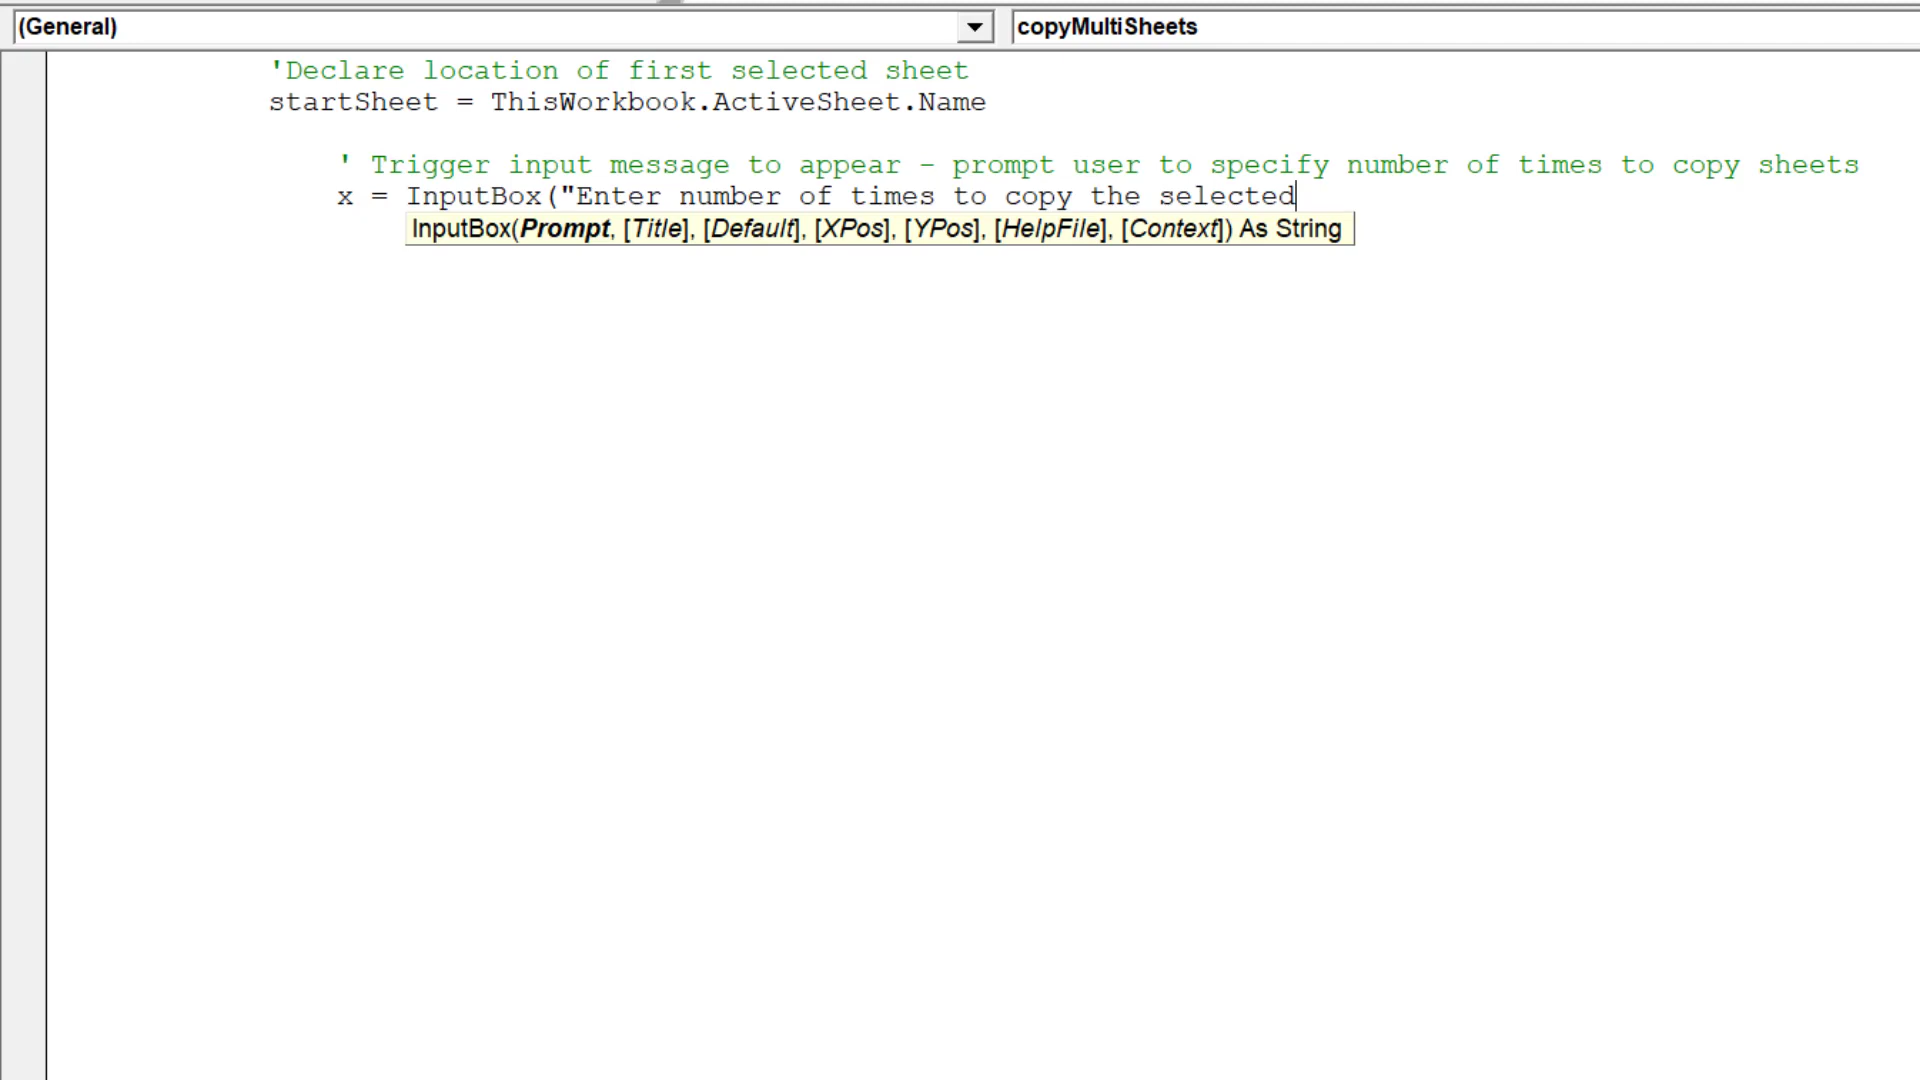 (General)
copyMultiSheets
'Declare location of first selected sheet
startSheet = ThisWorkbook.ActiveSheet.Name
' Trigger input message to appear - prompt user to specify number of times to copy sheets
x = InputBox("Enter number of times to copy the selected
InputBox(Prompt, [Title], [Default], [XPos], [YPos], [HelpFile], [Context]) As String